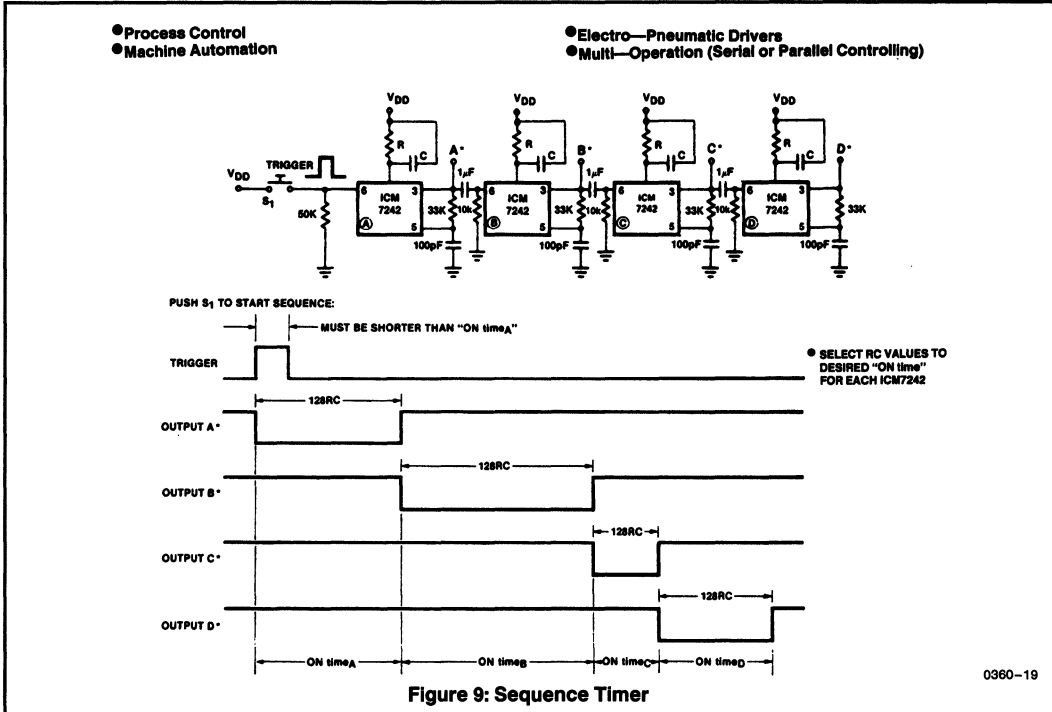 ●Process Control
●Machine Automation
●Electro—Pneumatic Drivers
●Multi—Operation (Serial or Parallel Controlling)
VDD
VDD
VDD
VDD
R
C
A*
R
C
B*
R
C
C*
R
C
D*
TRIGGER
1μF
1μF
1μF
VDD
S1
50K
6
3
ICM
7242
5
Ⓐ
33K
10k
100pF
6
3
ICM
7242
5
Ⓑ
33K
10k
100pF
6
3
ICM
7242
5
Ⓒ
33K
10k
100pF
6
3
ICM
7242
5
Ⓓ
33K
100pF
PUSH S1 TO START SEQUENCE:
MUST BE SHORTER THAN "ON timeA"
TRIGGER
● SELECT RC VALUES TO
DESIRED "ON time"
FOR EACH ICM7242
128RC
OUTPUT A*
128RC
OUTPUT B*
128RC
OUTPUT C*
128RC
OUTPUT D*
ON timeA
ON timeB
ON timeC
ON timeD
0360–19
Figure 9: Sequence Timer